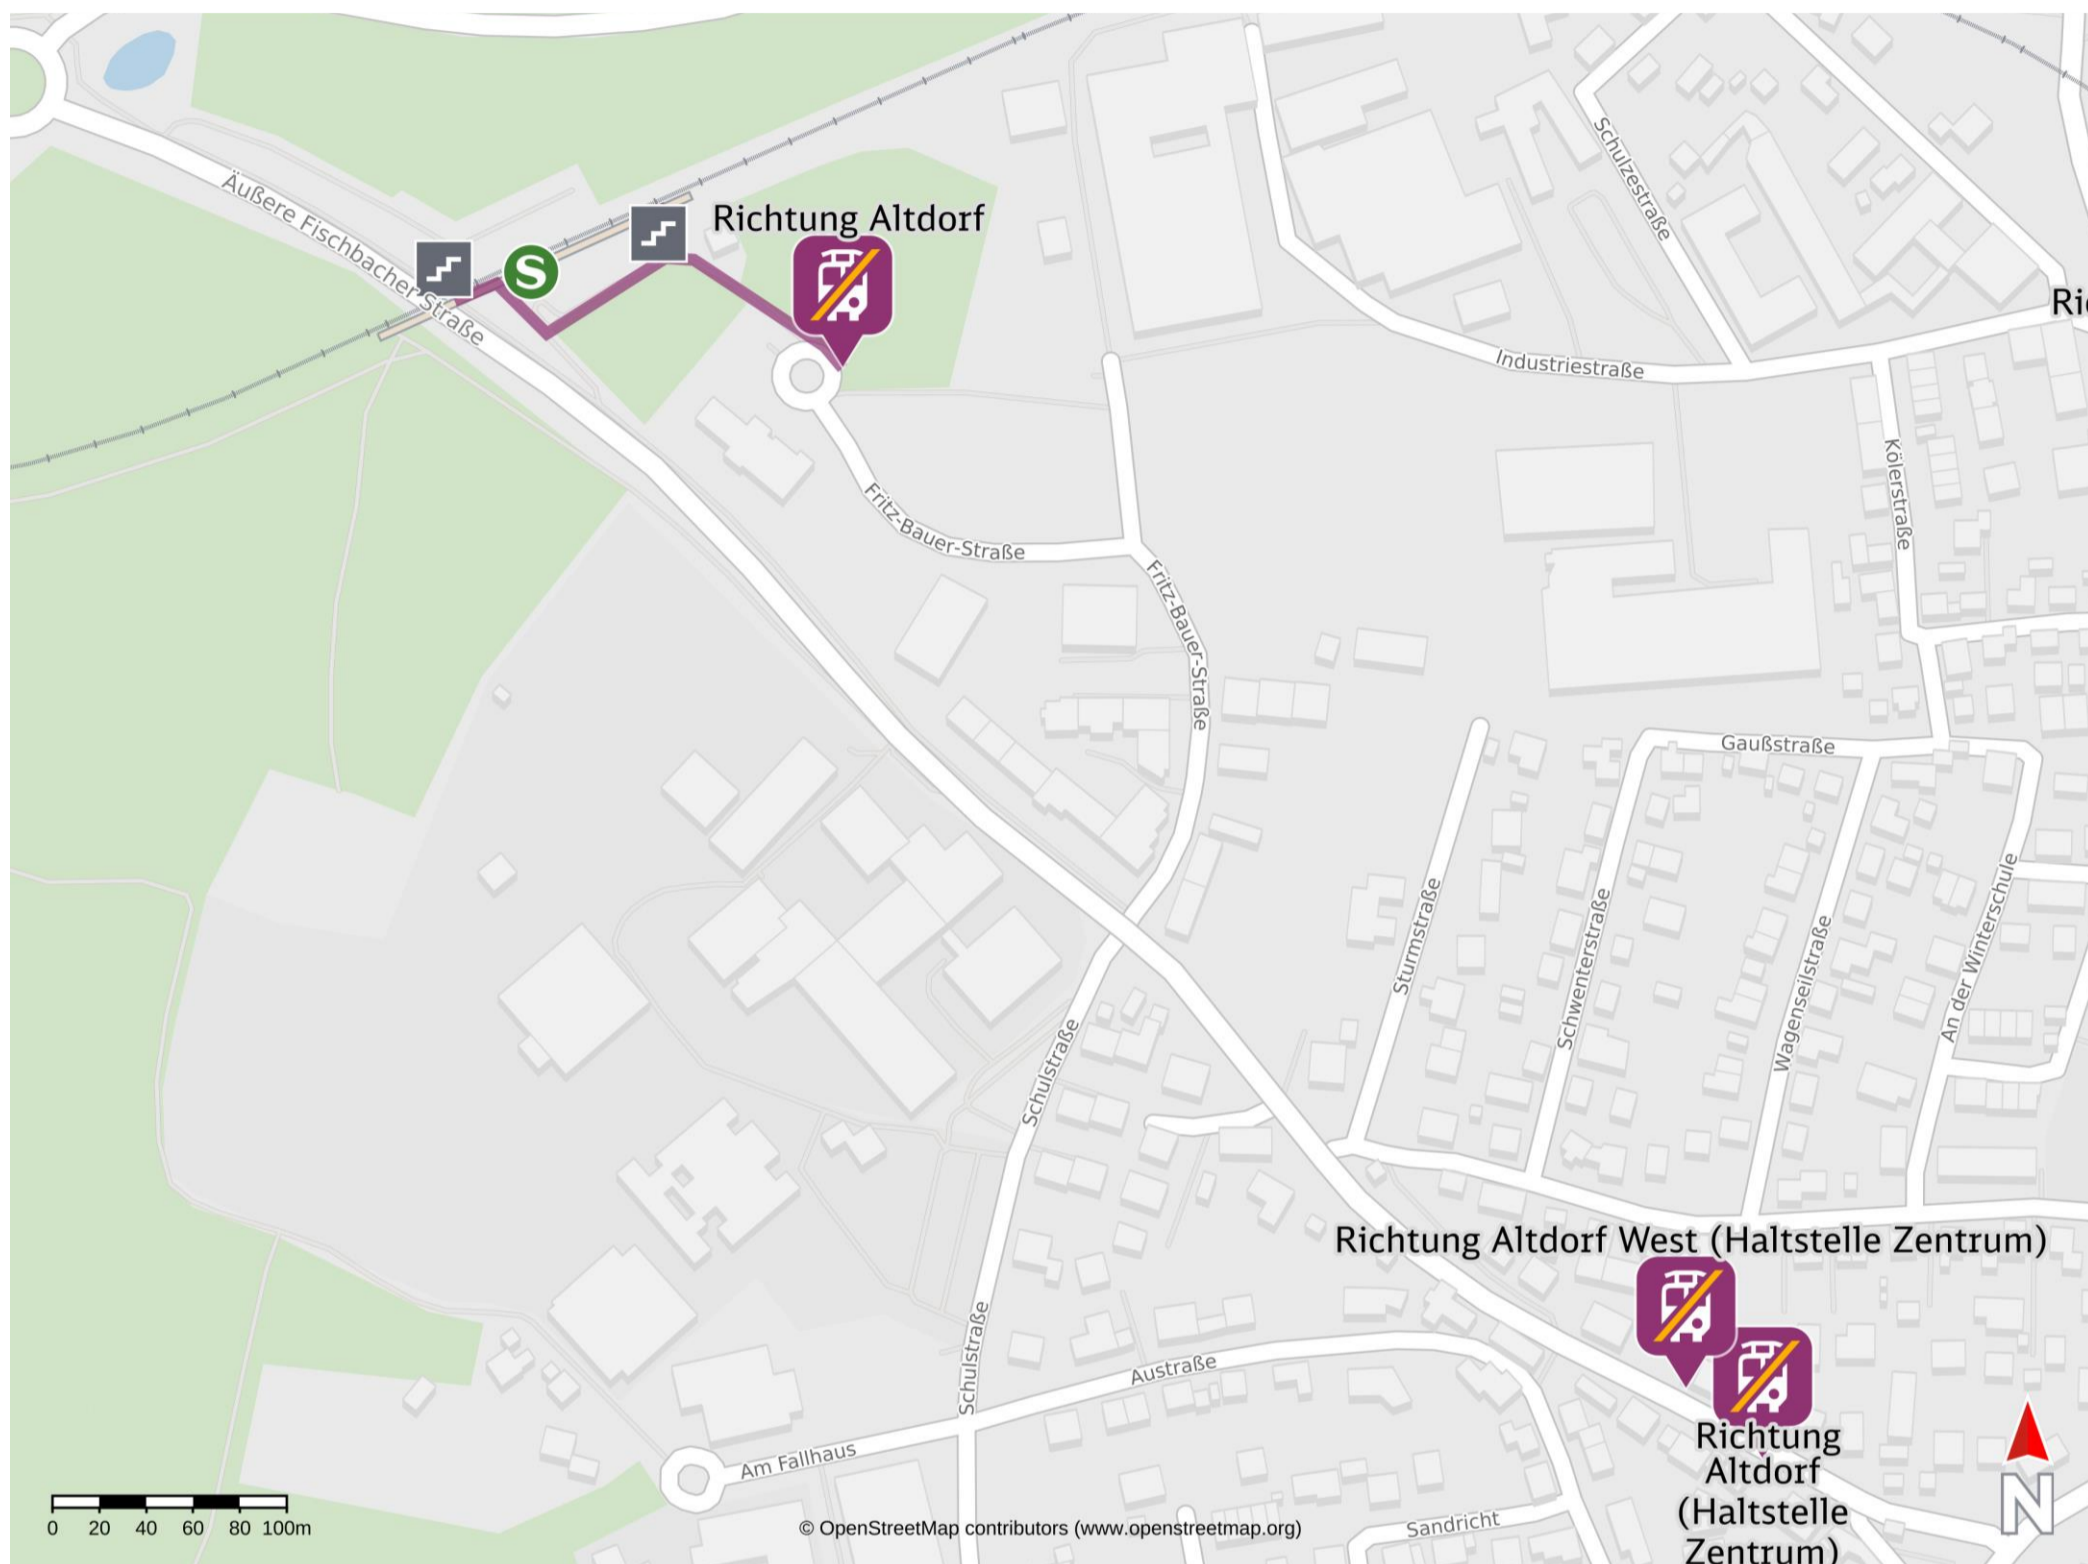 Äußere Fischbacher Straße
S
Richtung Altdorf
Schulzestraße
Ri
Industriestraße
Kölerstraße
Fritz-Bauer-Straße
Fritz-Bauer-Straße
Gaußstraße
Sturmstraße
Schwenterstraße
Wagenseilstraße
An der Winterschule
Schulstraße
Richtung Altdorf West (Haltstelle Zentrum)
Schulstraße
Austraße
Am Fallhaus
Richtung
Altdorf
(Haltstelle
Zentrum)
Sandricht
N
0 20 40 60 80 100m
© OpenStreetMap contributors (www.openstreetmap.org)